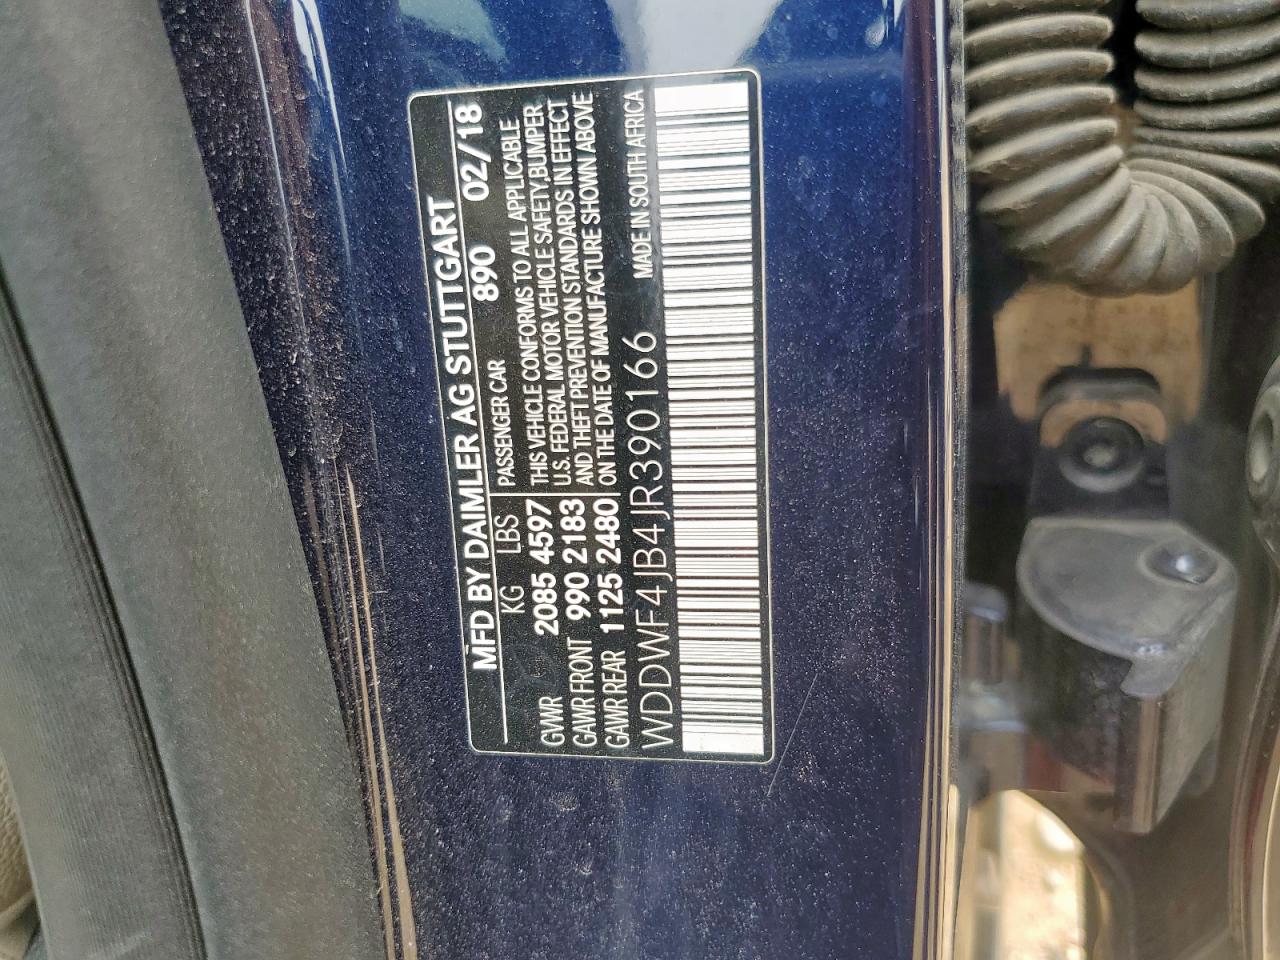 MFD BY DAIMLER AG STUTTGART
KG LBS 890 02/18
GVWR 2085 4597 PASSENGER CAR
GAWR FRONT 990 2183 THIS VEHICLE CONFORMS TO ALL APPLICABLE
GAWR REAR 1125 2480 U.S. FEDERAL MOTOR VEHICLE SAFETY,BUMPER,
AND THEFT PREVENTION STANDARDS IN EFFECT
ON THE DATE OF MANUFACTURE SHOWN ABOVE
WDDWF4JB4JR390166 MADE IN SOUTH AFRICA